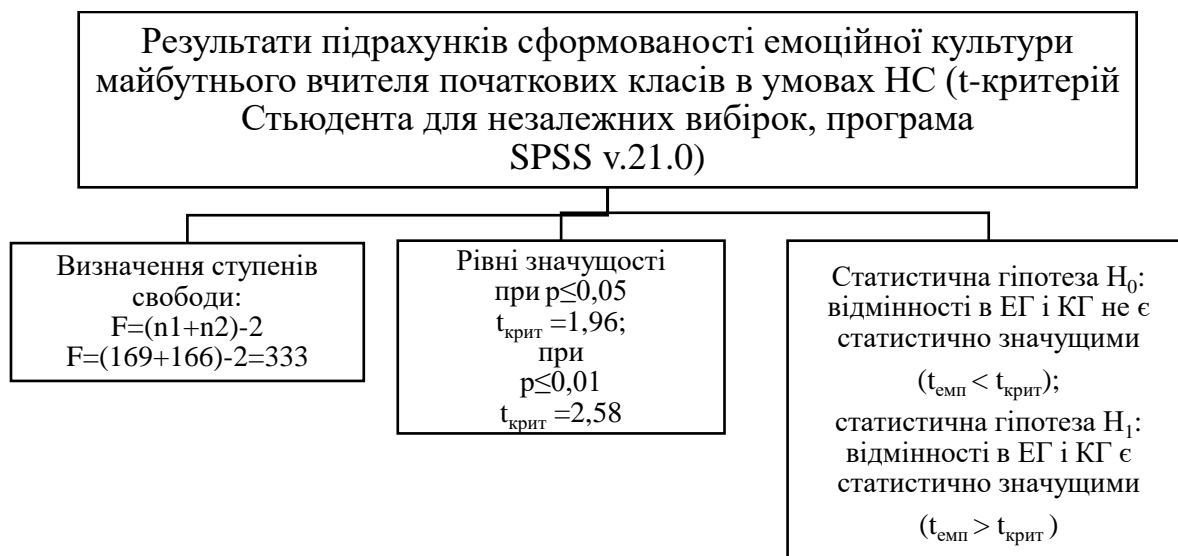 Результати підрахунків сформованості емоційної культури
майбутнього вчителя початкових класів в умовах НС (t-критерій
Стьюдента для незалежних вибірок, програма
SPSS v.21.0)
Визначення ступенів
свободи:
F=(n1+n2)-2
F=(169+166)-2=333
Рівні значущості
при p≤0,05
tкрит =1,96;
при
p≤0,01
tкрит =2,58
Статистична гіпотеза H0:
відмінності в ЕГ і КГ не є
статистично значущими
(tемп < tкрит);
статистична гіпотеза H1:
відмінності в ЕГ і КГ є
статистично значущими
(tемп > tкрит )